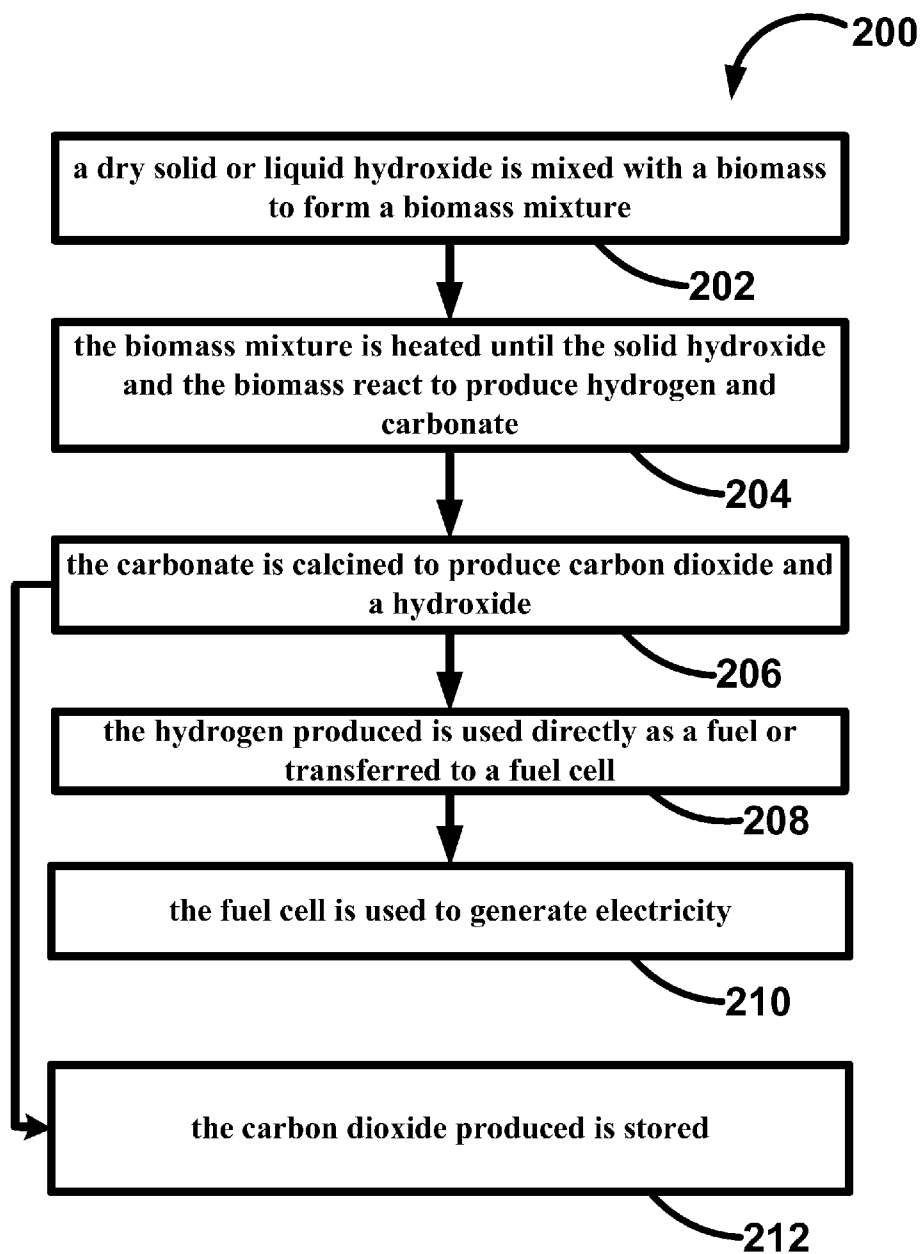 200
a dry solid or liquid hydroxide is mixed with a biomass
to form a biomass mixture
202
the biomass mixture is heated until the solid hydroxide
and the biomass react to produce hydrogen and
carbonate
204
the carbonate is calcined to produce carbon dioxide and
a hydroxide
206
the hydrogen produced is used directly as a fuel or
transferred to a fuel cell
208
the fuel cell is used to generate electricity
210
the carbon dioxide produced is stored
212